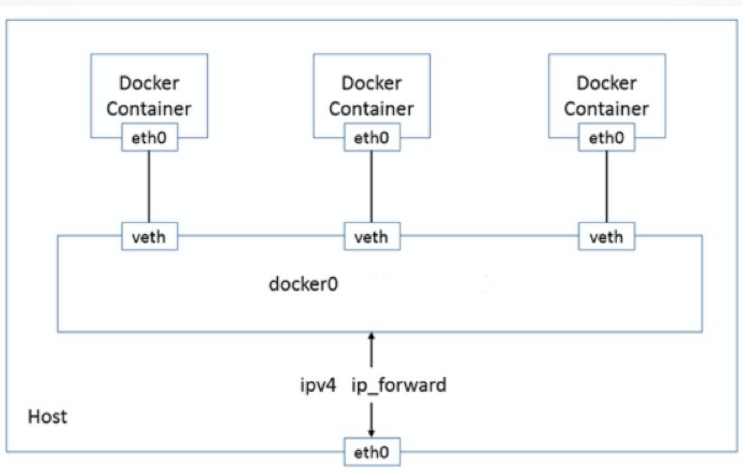 Docker
Container
Docker
Container
Docker
Container
eth0
eth0
eth0
veth
veth
veth
docker0
ipv4 ip_forward
Host
eth0